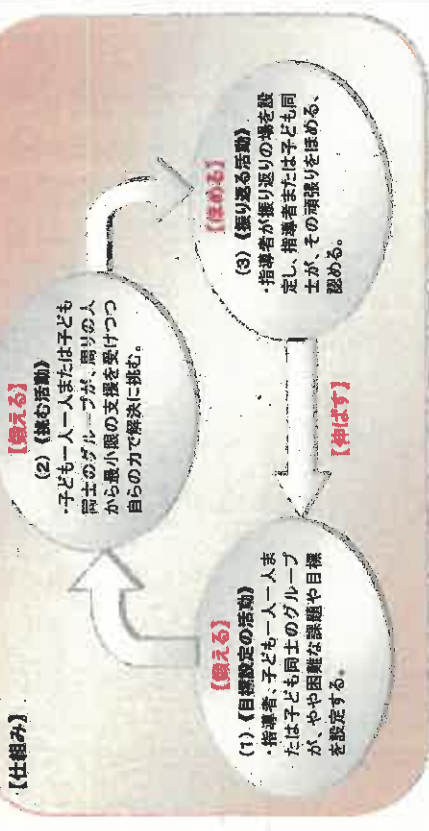 【仕組み】
【鍛える】
(1)《目標設定の活動》
・指導者、子ども一人一人ま
たは子ども同士のグループ
が、やや困難な課題や目標
を設定する。
【鍛える】
(2)《挑む活動》
・子ども一人一人または子ども
同士のグループが、周りの人
から最小限の支援を受けつつ
自らの力で解決に挑む。
【ほめる】
(3)《振り返る活動》
・指導者が振り返りの場を設
定し、指導者または子ども同
士が、その頑張りをほめる、
認める。
【伸ばす】